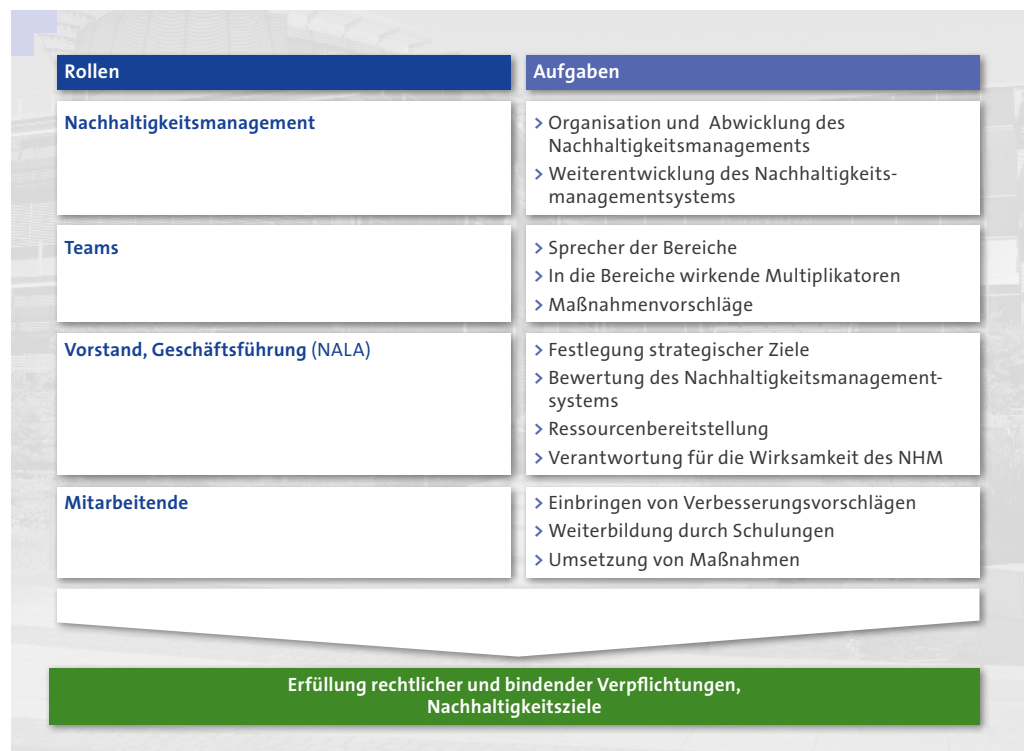 Rollen
Aufgaben
Nachhaltigkeitsmanagement
> Organisation und Abwicklung des
Nachhaltigkeitsmanagements
> Weiterentwicklung des Nachhaltigkeits-
managementsystems
Teams
> Sprecher der Bereiche
> In die Bereiche wirkende Multiplikatoren
> Maßnahmenvorschläge
Vorstand, Geschäftsführung (NALA)
> Festlegung strategischer Ziele
> Bewertung des Nachhaltigkeitsmanagement-
systems
> Ressourcenbereitstellung
> Verantwortung für die Wirksamkeit des NHM
Mitarbeitende
> Einbringen von Verbesserungsvorschlägen
> Weiterbildung durch Schulungen
> Umsetzung von Maßnahmen
Erfüllung rechtlicher und bindender Verpflichtungen,
Nachhaltigkeitsziele